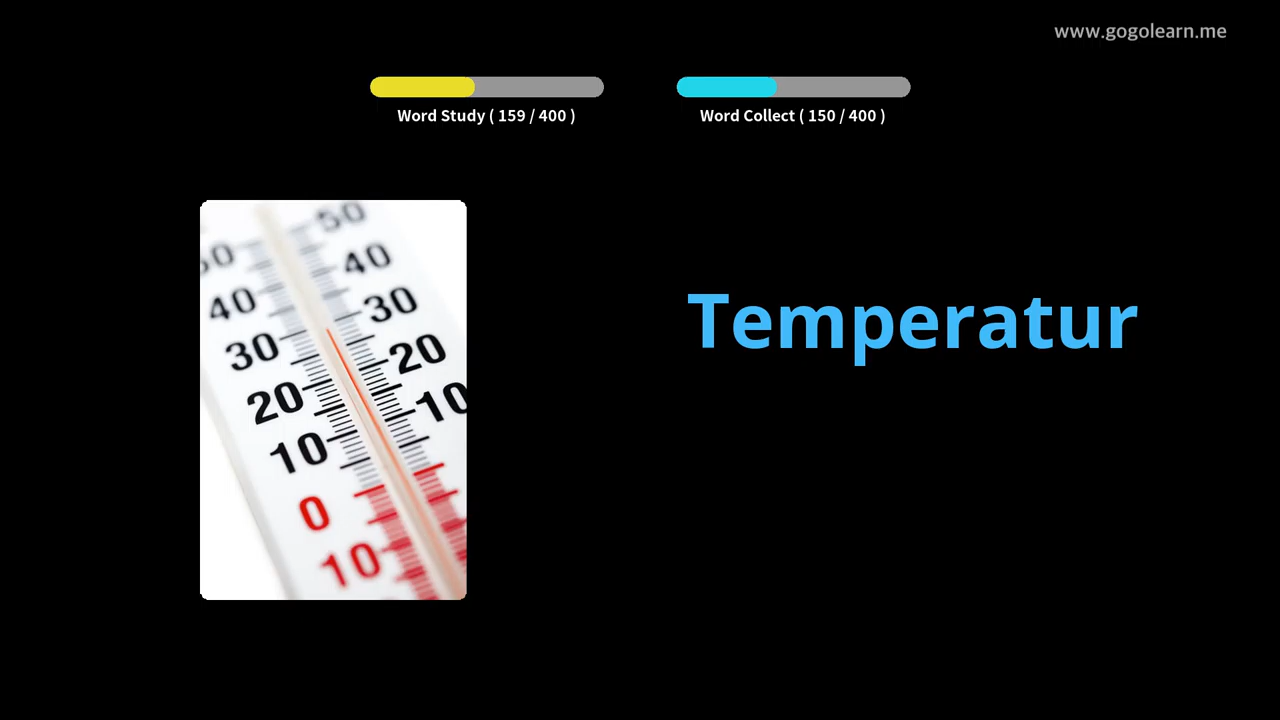 www.gogolearn.me
Word Study ( 159 / 400 )
Word Collect ( 150 / 400 )
50
40 40
30 30
20 20
10 10
0
10
Temperatur